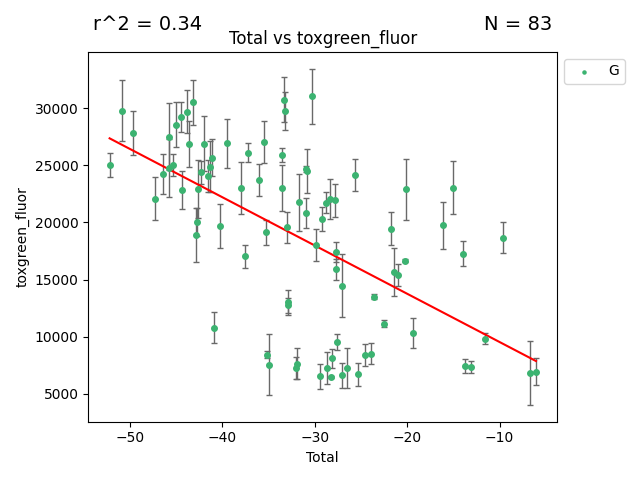 r^2 = 0.34
N = 83
Total vs toxgreen_fluor
G
30000
25000
20000
15000
10000
5000
toxgreen_fluor
−50
−40
−30
−20
−10
Total